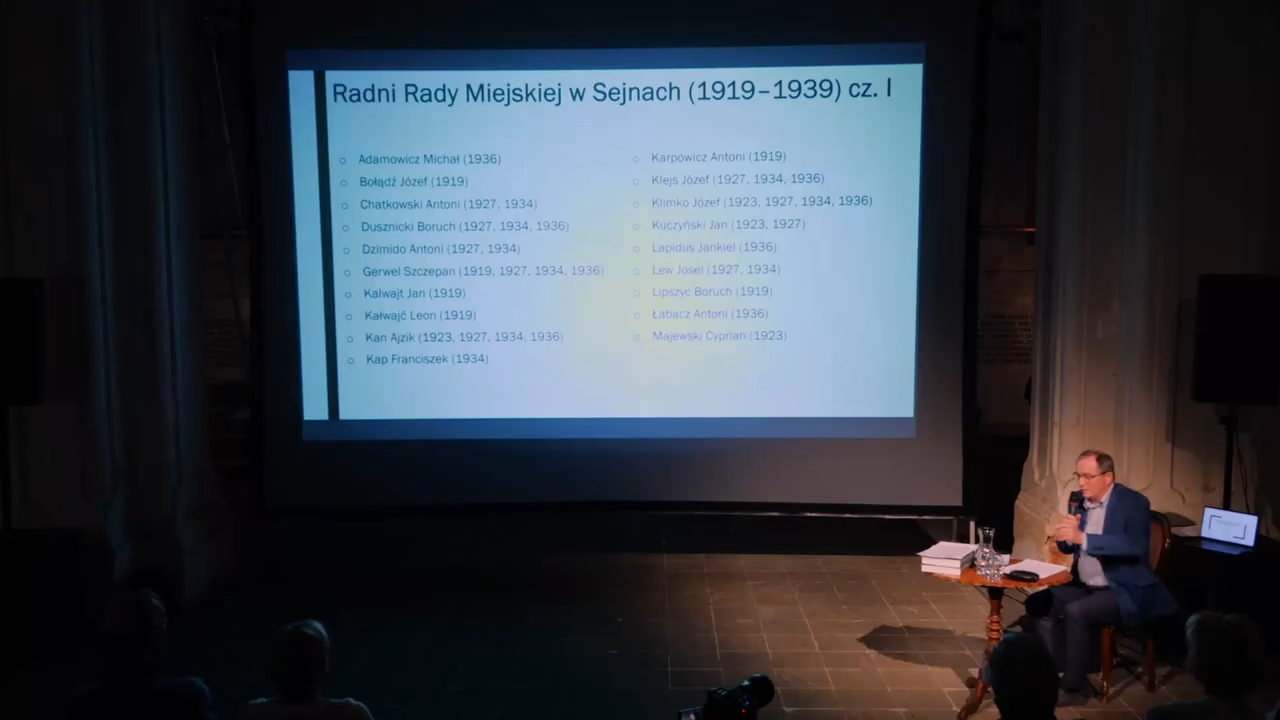 Radni Rady Miejskiej w Sejnach (1919–1939) cz. I
Adamowicz Michał (1936)
Bołądź Józef (1919)
Chatkowski Antoni (1927, 1934)
Dusznicki Boruch (1927, 1934, 1936)
Dzimido Antoni (1927, 1934)
Gerwel Szczepan (1919, 1927, 1934, 1936)
Kalwajt Jan (1919)
Kałwajć Leon (1919)
Kan Ajzik (1923, 1927, 1934, 1936)
Kap Franciszek (1934)
Karpowicz Antoni (1919)
Klejs Józef (1927, 1934, 1936)
Klimko Józef (1923, 1927, 1934, 1936)
Kuczyński Jan (1923, 1927)
Lapidus Jankiel (1936)
Lew Josel (1927, 1934)
Lipszyc Boruch (1919)
Łabacz Antoni (1936)
Majewski Cyprian (1923)